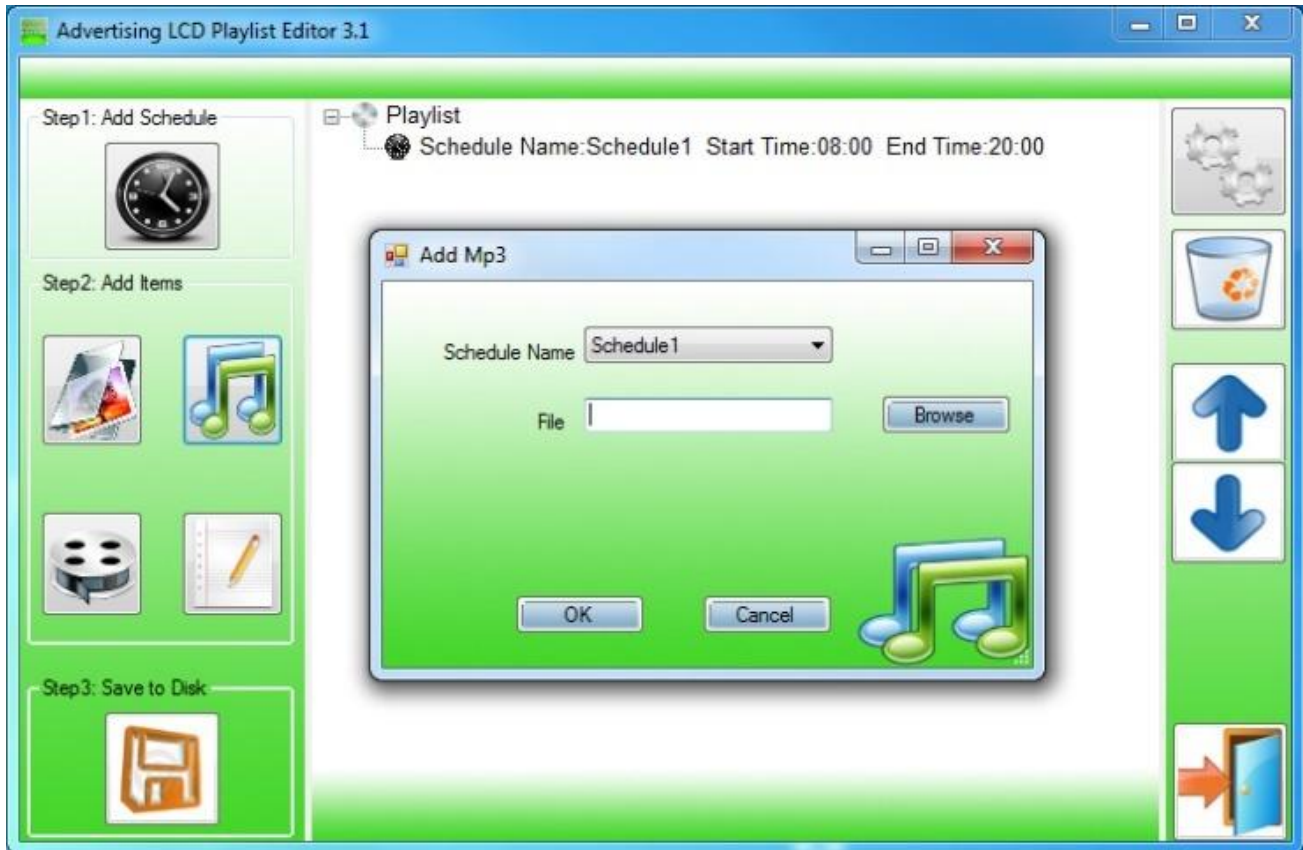 Advertising LCD Playlist Editor 3.1
Step1: Add Schedule
Playlist
Schedule Name:Schedule1 Start Time:08:00 End Time:20:00
Add Mp3
Step2: Add Items
Schedule Name Schedule1
File
Browse
OK Cancel
Step3: Save to Disk